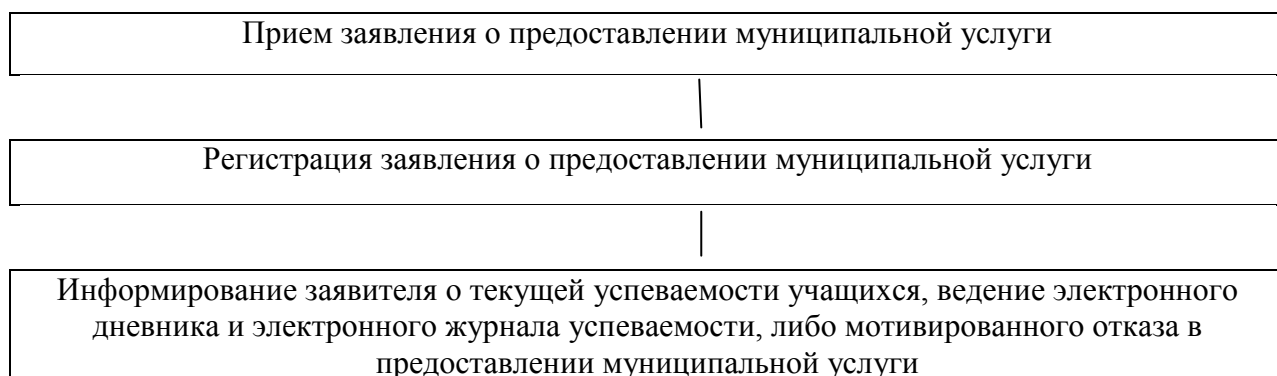 Прием заявления о предоставлении муниципальной услуги
Регистрация заявления о предоставлении муниципальной услуги
Информирование заявителя о текущей успеваемости учащихся, ведение электронного
дневника и электронного журнала успеваемости, либо мотивированного отказа в
предоставлении муниципальной услуги